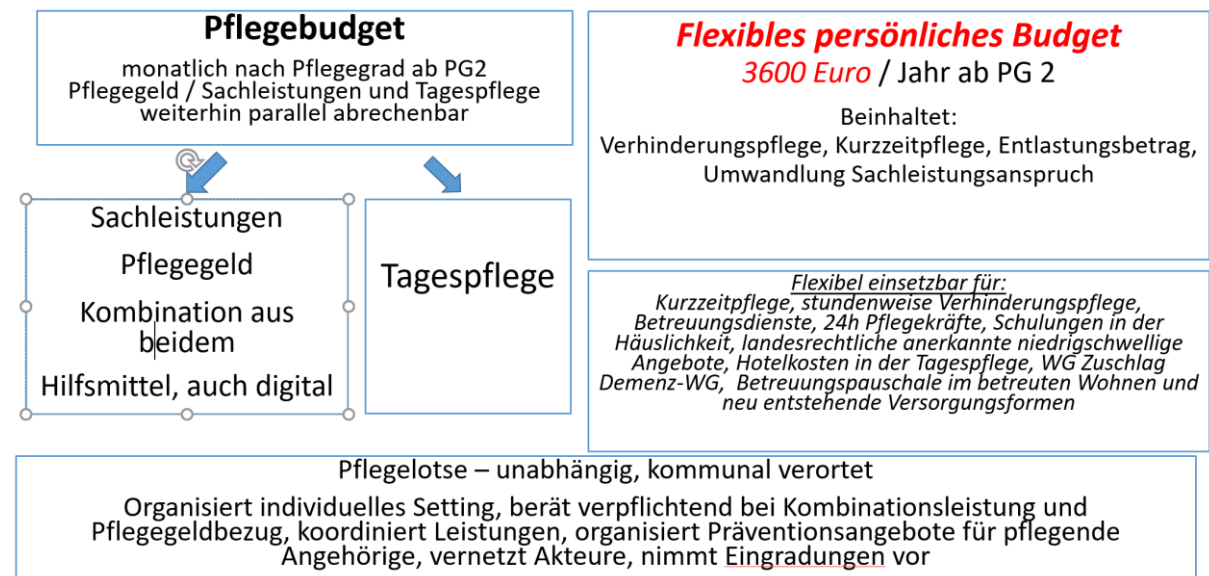 Pflegebudget
monatlich nach Pflegegrad ab PG2
Pflegegeld / Sachleistungen und Tagespflege
weiterhin parallel abrechenbar
Sachleistungen
Pflegegeld
Kombination aus
beidem
Hilfsmittel, auch digital
Tagespflege
Flexibles persönliches Budget
3600 Euro / Jahr ab PG 2
Beinhaltet:
Verhinderungspflege, Kurzzeitpflege, Entlastungsbetrag,
Umwandlung Sachleistungsanspruch
Flexibel einsetzbar für:
Kurzzeitpflege, stundenweise Verhinderungspflege,
Betreuungsdienste, 24h Pflegekräfte, Schulungen in der
Häuslichkeit, landesrechtliche anerkannte niedrigschwellige
Angebote, Hotelkosten in der Tagespflege, WG Zuschlag
Demenz-WG, Betreuungspauschale im betreuten Wohnen und
neu entstehende Versorgungsformen
Pflegelotse – unabhängig, kommunal verortet
Organisiert individuelles Setting, berät verpflichtend bei Kombinationsleistung und
Pflegegeldbezug, koordiniert Leistungen, organisiert Präventionsangebote für pflegende
Angehörige, vernetzt Akteure, nimmt Eingradungen vor